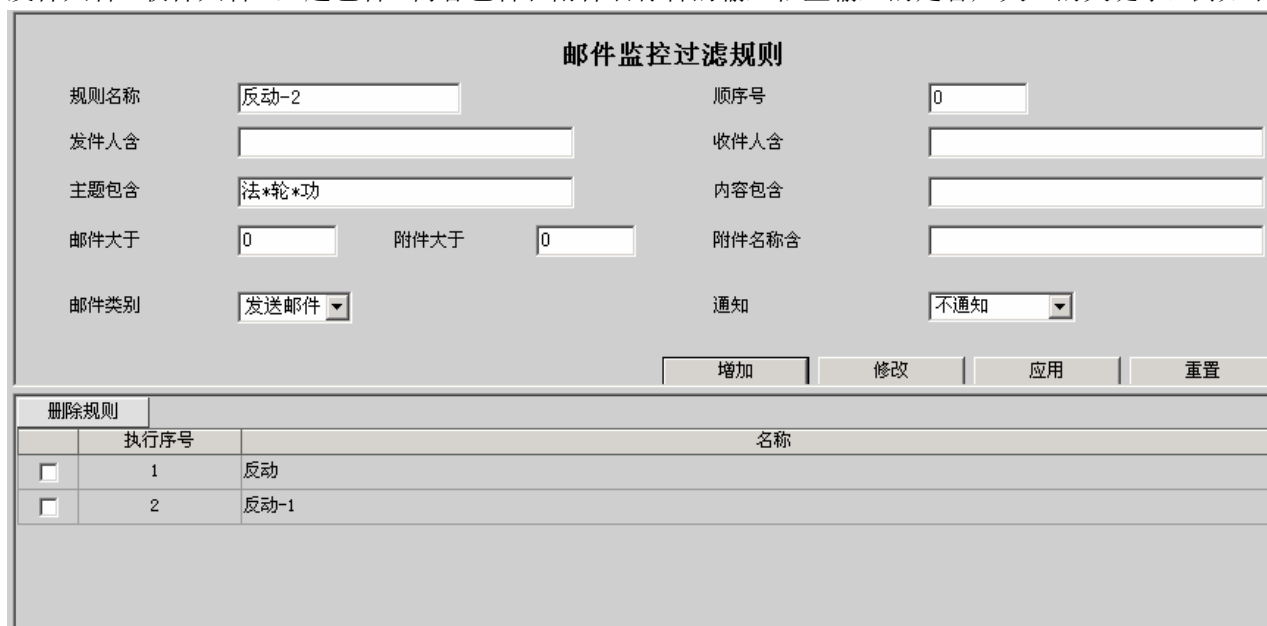 邮件监控过滤规则
规则名称 反动-2 顺序号 0
发件人含 收件人含
主题包含 法*轮*功 内容包含
邮件大于 0 附件大于 0 附件名称含
邮件类别 发送邮件 通知 不通知
增加 修改 应用 重置
删除规则
执行序号 名称
1 反动
2 反动-1